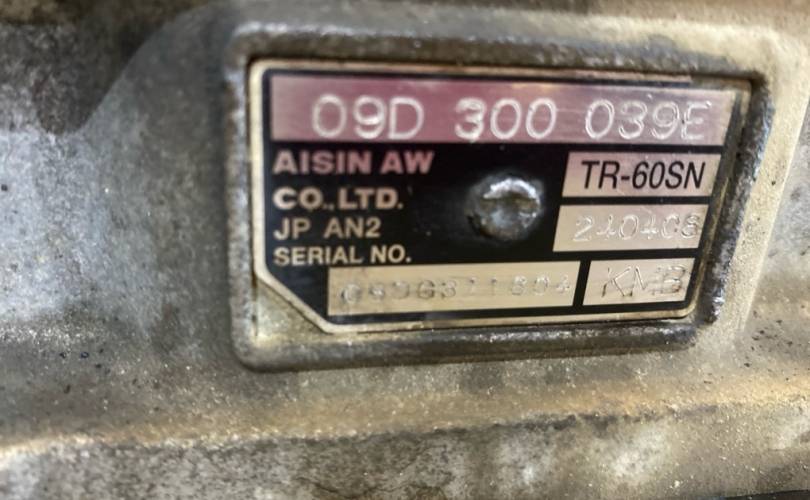 09D 300 039E
AISIN AW
TR-60SN
CO.,LTD.
JP AN2
240408
SERIAL NO.
KMB